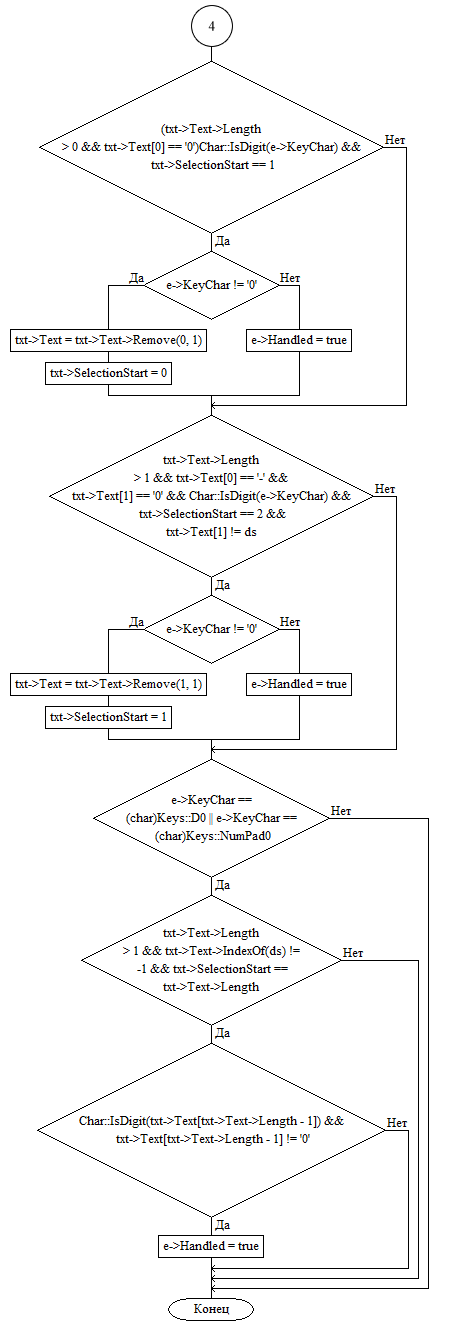 4
(txt->Text->Length
> 0 && txt->Text[0] == '0')Char::IsDigit(e->KeyChar) &&
txt->SelectionStart == 1
Нет
Да
Да
e->KeyChar != '0'
Нет
txt->Text = txt->Text->Remove(0, 1)
e->Handled = true
txt->SelectionStart = 0
txt->Text->Length
> 1 && txt->Text[0] == '-' &&
txt->Text[1] == '0' && Char::IsDigit(e->KeyChar) &&
txt->SelectionStart == 2 &&
txt->Text[1] != ds
Нет
Да
Да
e->KeyChar != '0'
Нет
txt->Text = txt->Text->Remove(1, 1)
e->Handled = true
txt->SelectionStart = 1
e->KeyChar ==
(char)Keys::D0 || e->KeyChar ==
(char)Keys::NumPad0
Нет
Да
txt->Text->Length
> 1 && txt->Text->IndexOf(ds) !=
-1 && txt->SelectionStart ==
txt->Text->Length
Нет
Да
Char::IsDigit(txt->Text[txt->Text->Length - 1]) &&
txt->Text[txt->Text->Length - 1] != '0'
Нет
Да
e->Handled = true
Конец